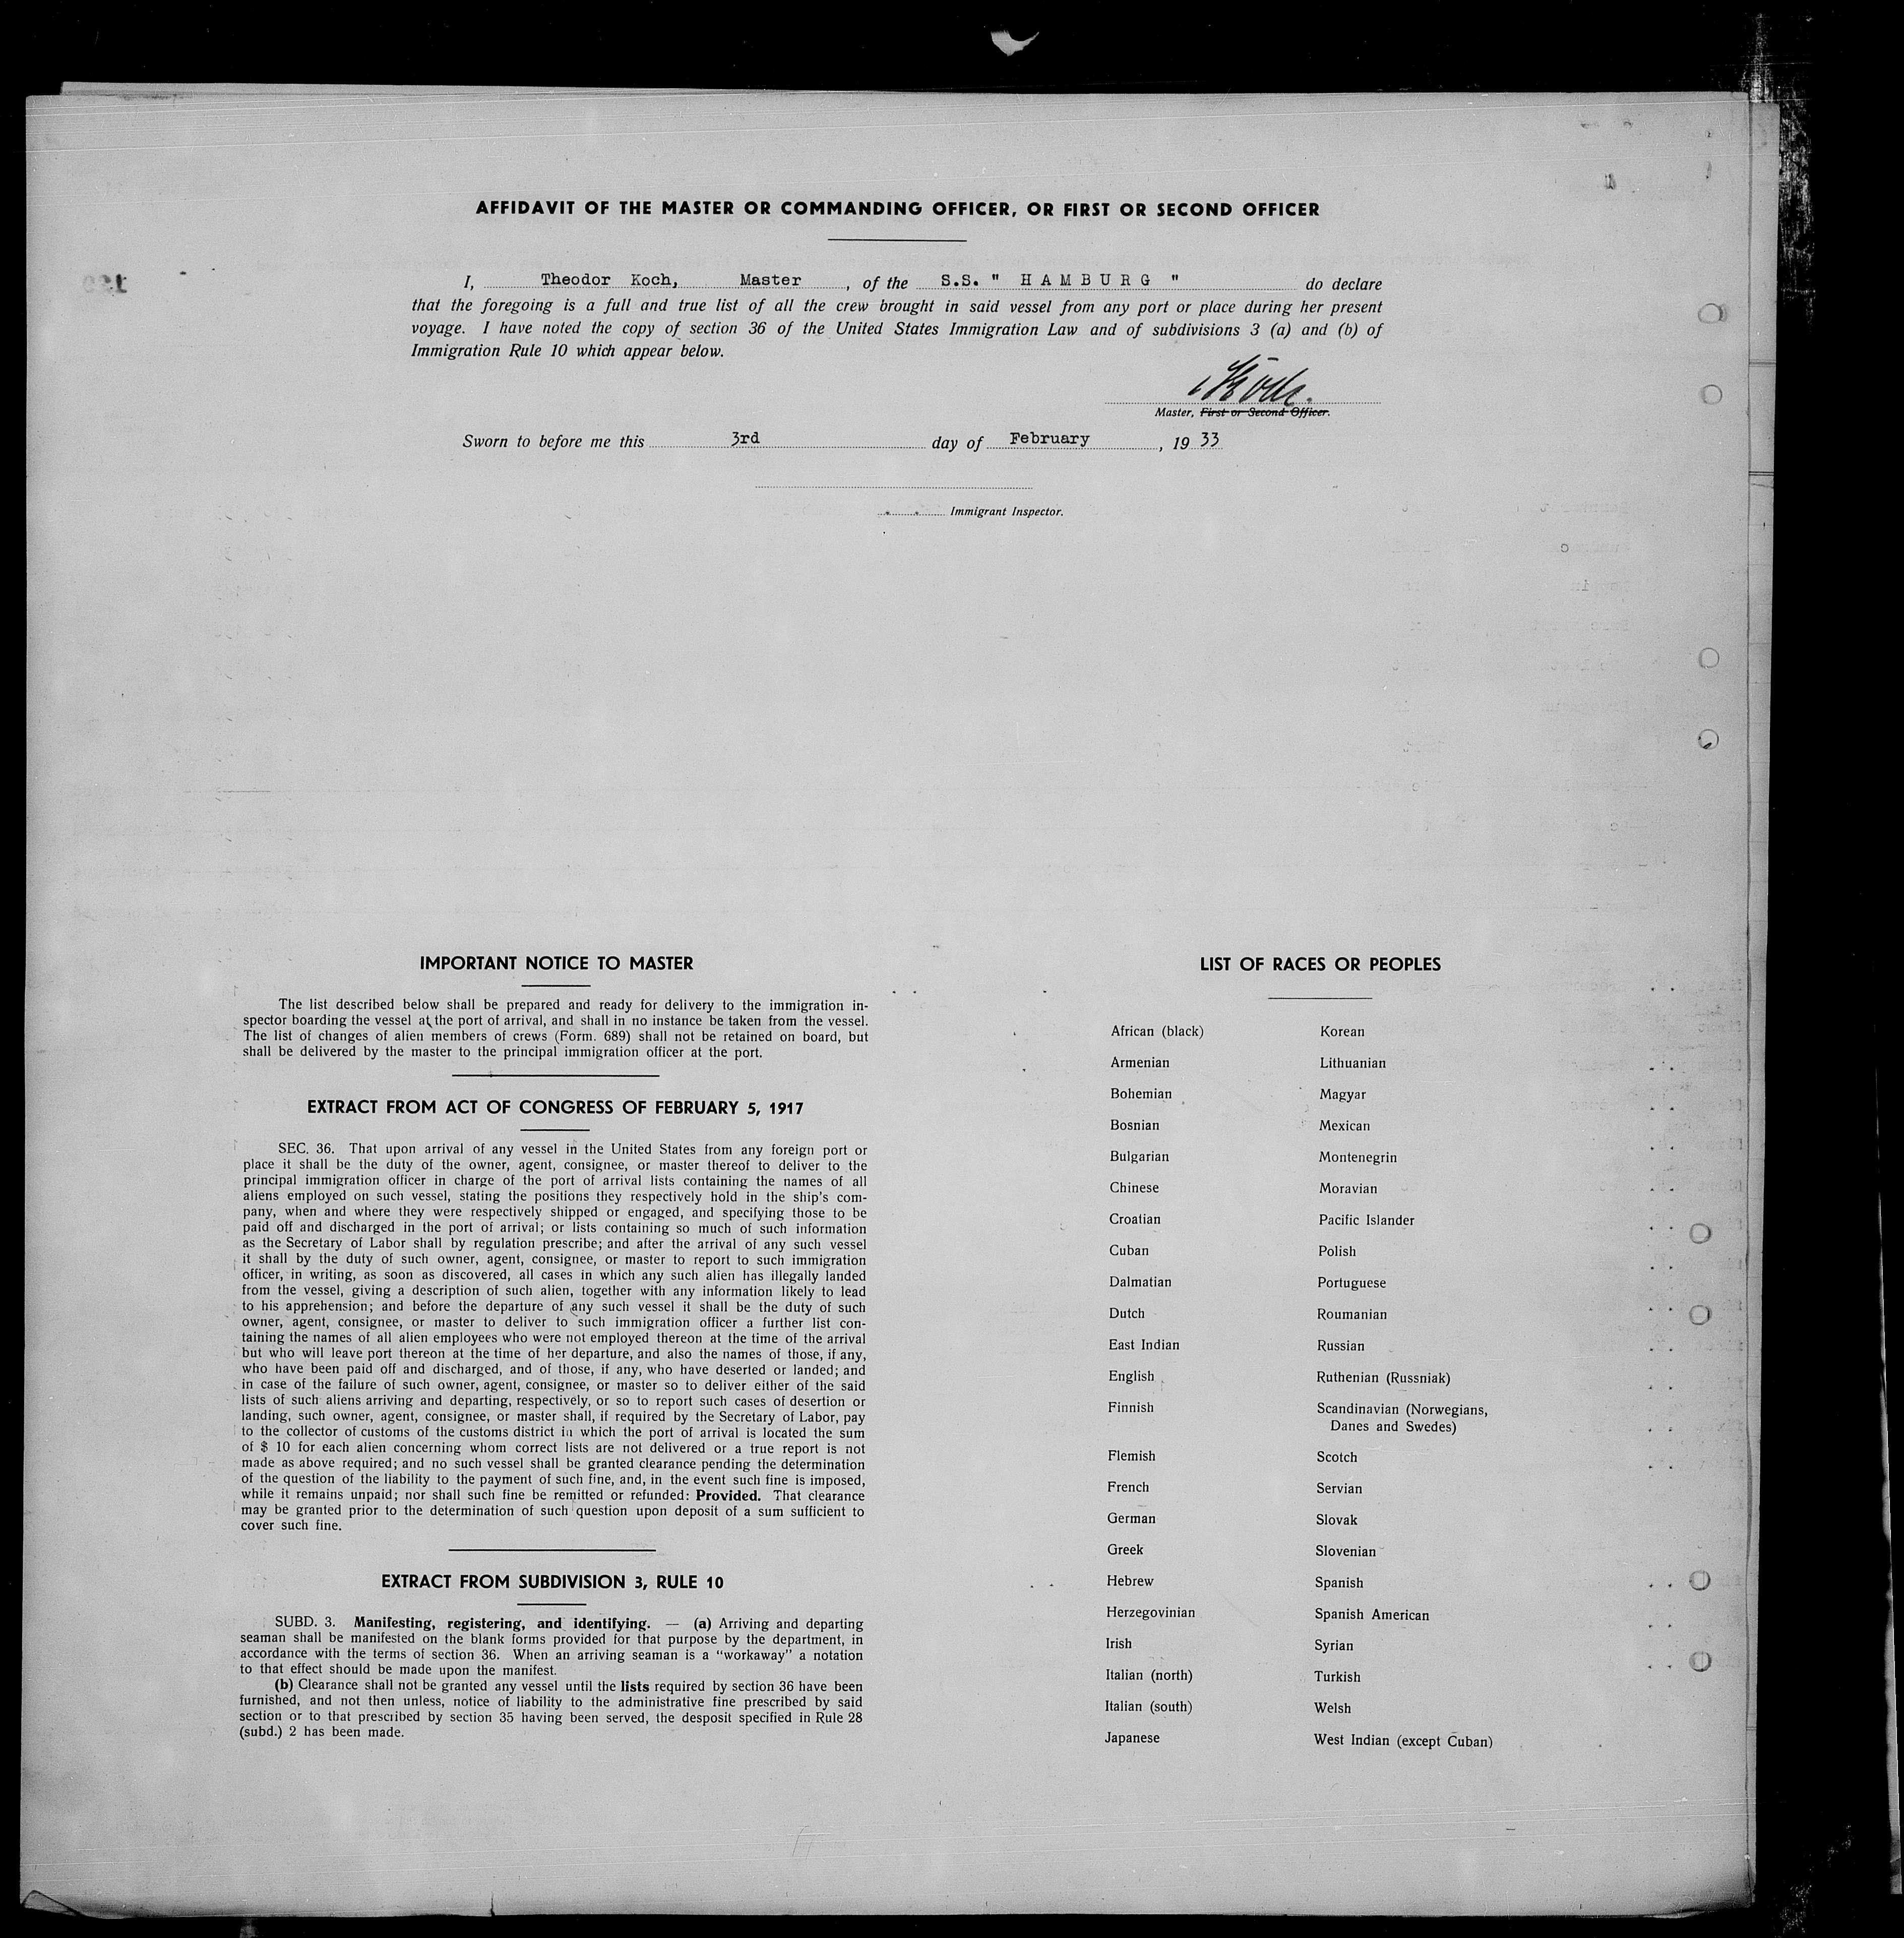 AFFIDAVIT OF THE MASTER OR COMMANDING OFFICER, OR FIRST OR SECOND OFFICER
I, Theodor Koch, Master , of the S.S. " H A M B U R G " do declare
that the foregoing is a full and true list of all the crew brought in said vessel from any port or place during her present
voyage. I have noted the copy of section 36 of the United States Immigration Law and of subdivisions 3 (a) and (b) of
Immigration Rule 10 which appear below.
Koch.
Master, First or Second Officer.
Sworn to before me this 3rd day of February , 19 33
Immigrant Inspector.
IMPORTANT NOTICE TO MASTER
The list described below shall be prepared and ready for delivery to the immigration in-
spector boarding the vessel at the port of arrival, and shall in no instance be taken from the vessel.
The list of changes of alien members of crews (Form. 689) shall not be retained on board, but
shall be delivered by the master to the principal immigration officer at the port.
EXTRACT FROM ACT OF CONGRESS OF FEBRUARY 5, 1917
SEC. 36. That upon arrival of any vessel in the United States from any foreign port or
place it shall be the duty of the owner, agent, consignee, or master thereof to deliver to the
principal immigration officer in charge of the port of arrival lists containing the names of all
aliens employed on such vessel, stating the positions they respectively hold in the ship's com-
pany, when and where they were respectively shipped or engaged, and specifying those to be
paid off and discharged in the port of arrival; or lists containing so much of such information
as the Secretary of Labor shall by regulation prescribe; and after the arrival of any such vessel
it shall by the duty of such owner, agent, consignee, or master to report to such immigration
officer, in writing, as soon as discovered, all cases in which any such alien has illegally landed
from the vessel, giving a description of such alien, together with any information likely to lead
to his apprehension; and before the departure of any such vessel it shall be the duty of such
owner, agent, consignee, or master to deliver to such immigration officer a further list con-
taining the names of all alien employees who were not employed thereon at the time of the arrival
but who will leave port thereon at the time of her departure, and also the names of those, if any,
who have been paid off and discharged, and of those, if any, who have deserted or landed; and
in case of the failure of such owner, agent, consignee, or master so to deliver either of the said
lists of such aliens arriving and departing, respectively, or so to report such cases of desertion or
landing, such owner, agent, consignee, or master shall, if required by the Secretary of Labor, pay
to the collector of customs of the customs district in which the port of arrival is located the sum
of $ 10 for each alien concerning whom correct lists are not delivered or a true report is not
made as above required; and no such vessel shall be granted clearance pending the determination
of the question of the liability to the payment of such fine, and, in the event such fine is imposed,
while it remains unpaid; nor shall such fine be remitted or refunded: Provided. That clearance
may be granted prior to the determination of such question upon deposit of a sum sufficient to
cover such fine.
EXTRACT FROM SUBDIVISION 3, RULE 10
SUBD. 3. Manifesting, registering, and identifying. — (a) Arriving and departing
seaman shall be manifested on the blank forms provided for that purpose by the department, in
accordance with the terms of section 36. When an arriving seaman is a "workaway" a notation
to that effect should be made upon the manifest.
(b) Clearance shall not be granted any vessel until the lists required by section 36 have been
furnished, and not then unless, notice of liability to the administrative fine prescribed by said
section or to that prescribed by section 35 having been served, the desposit specified in Rule 28
(subd.) 2 has been made.
LIST OF RACES OR PEOPLES
African (black)
Armenian
Bohemian
Bosnian
Bulgarian
Chinese
Croatian
Cuban
Dalmatian
Dutch
East Indian
English
Finnish
Flemish
French
German
Greek
Hebrew
Herzegovinian
Irish
Italian (north)
Italian (south)
Japanese
Korean
Lithuanian
Magyar
Mexican
Montenegrin
Moravian
Pacific Islander
Polish
Portuguese
Roumanian
Russian
Ruthenian (Russniak)
Scandinavian (Norwegians,
Danes and Swedes)
Scotch
Servian
Slovak
Slovenian
Spanish
Spanish American
Syrian
Turkish
Welsh
West Indian (except Cuban)